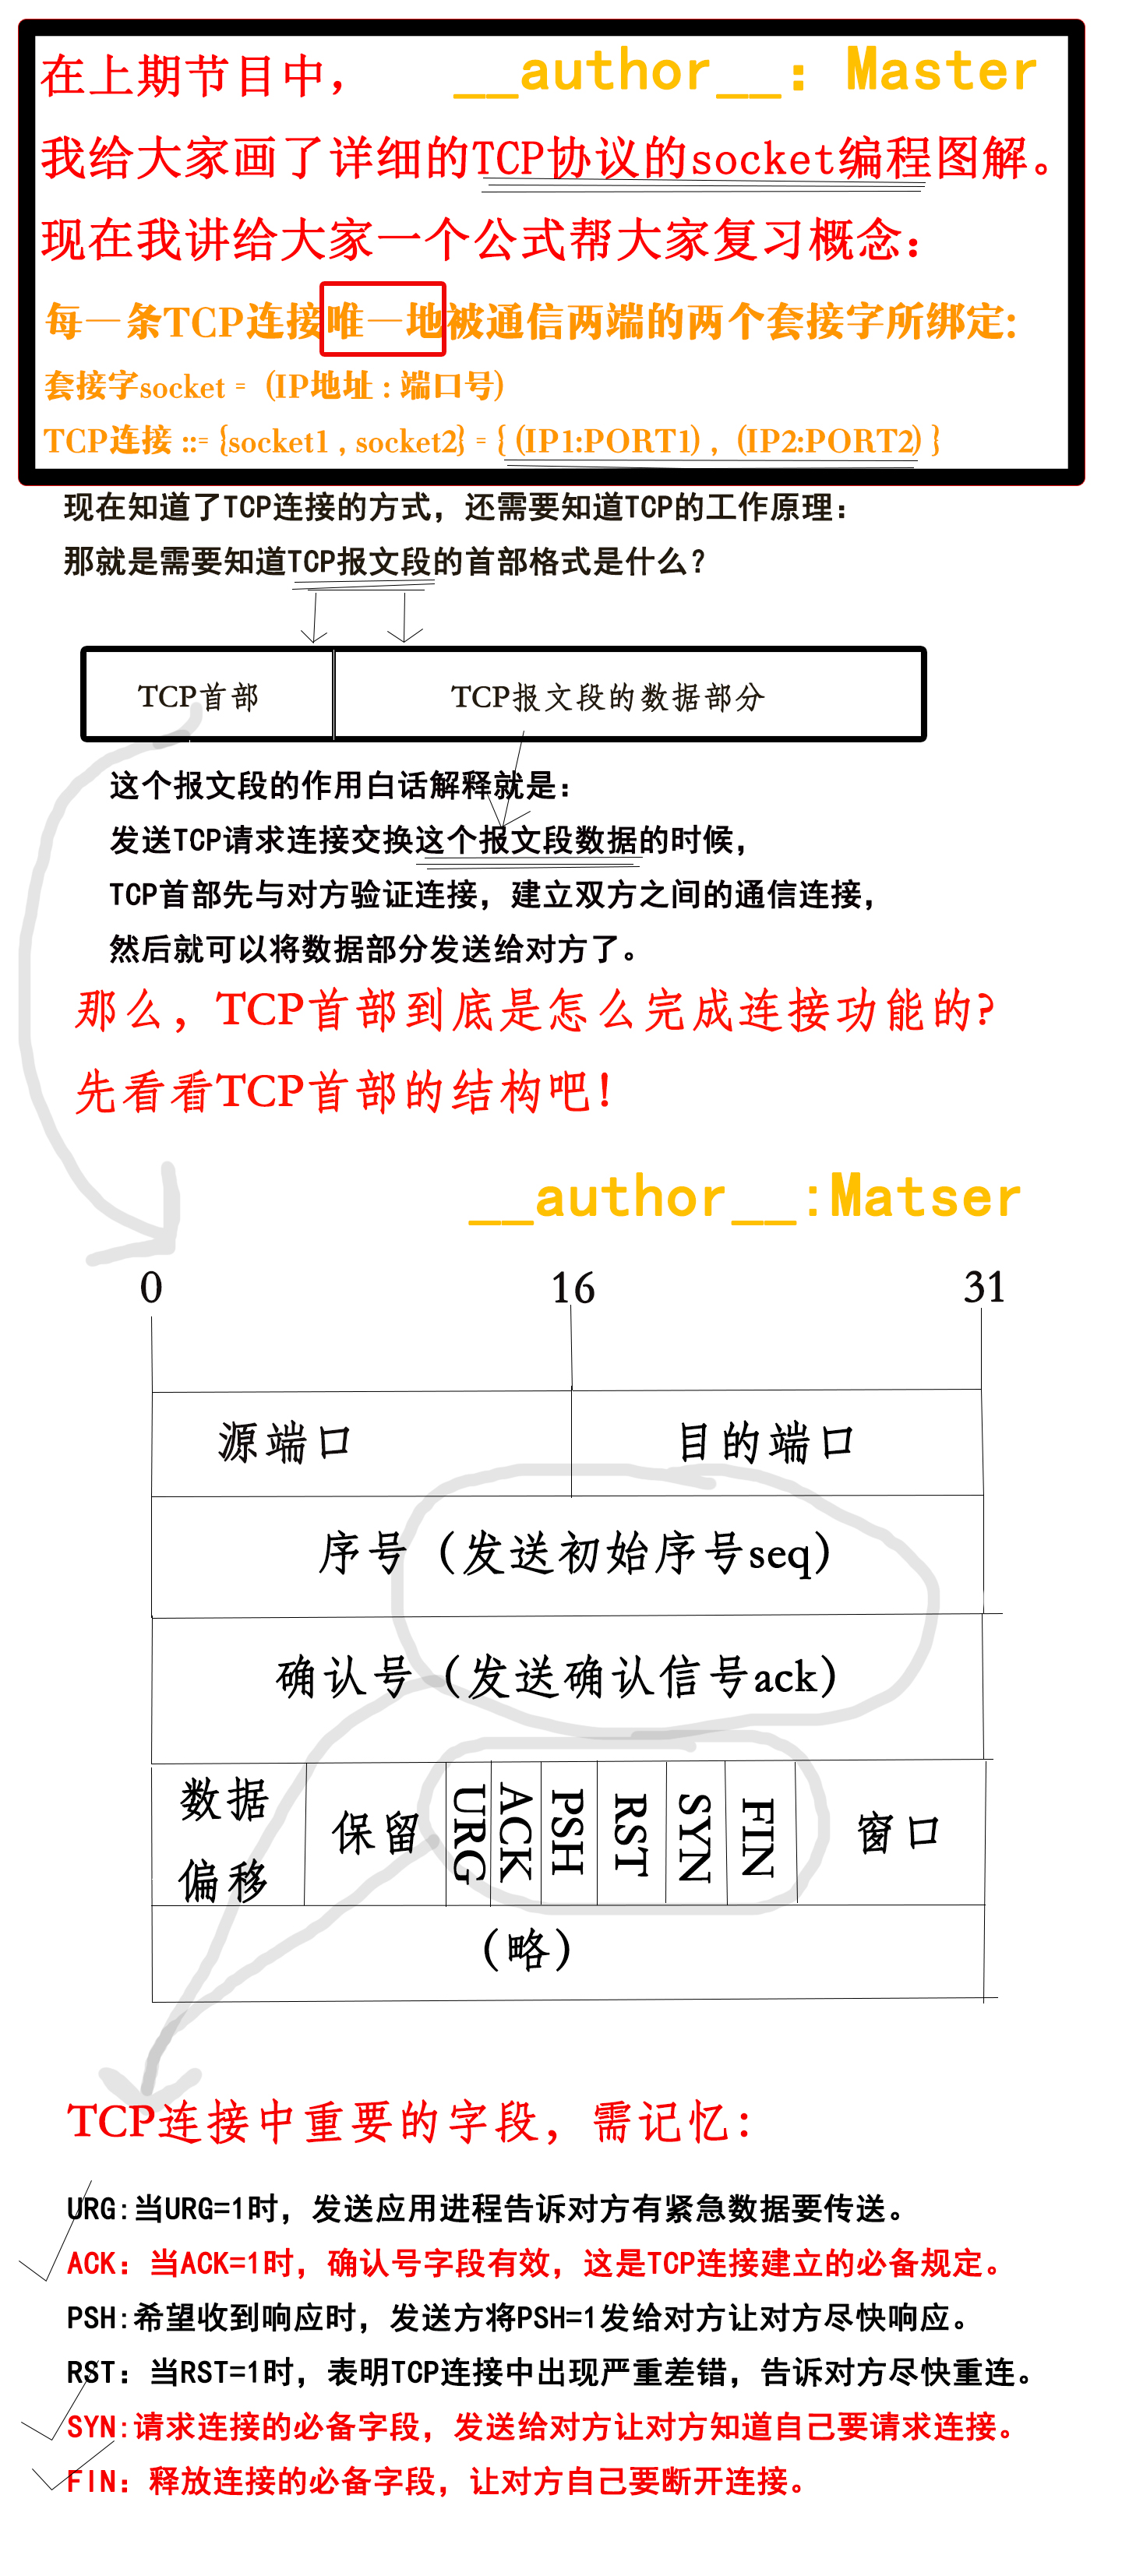 在上期节目中，
__author__：Master
我给大家画了详细的TCP协议的socket编程图解。
现在我讲给大家一个公式帮大家复习概念：
每一条TCP连接唯一地被通信两端的两个套接字所绑定:
套接字socket =（IP地址 : 端口号）
TCP连接 ::= {socket1 , socket2} = {（IP1:PORT1）,（IP2:PORT2）}
现在知道了TCP连接的方式，还需要知道TCP的工作原理：
那就是需要知道TCP报文段的首部格式是什么？
TCP首部
TCP报文段的数据部分
这个报文段的作用白话解释就是：
发送TCP请求连接交换这个报文段数据的时候，
TCP首部先与对方验证连接，建立双方之间的通信连接，
然后就可以将数据部分发送给对方了。
那么，TCP首部到底是怎么完成连接功能的？
先看看TCP首部的结构吧！
__author__:Matser
0 16 31
源端口 目的端口
序号（发送初始序号seq）
确认号（发送确认信号ack）
数据
偏移
保留 URG ACK PSH RST SYN FIN 窗口
（略）
TCP连接中重要的字段，需记忆：
URG:当URG=1时，发送应用进程告诉对方有紧急数据要传送。
ACK：当ACK=1时，确认号字段有效，这是TCP连接建立的必备规定。
PSH:希望收到响应时，发送方将PSH=1发给对方让对方尽快响应。
RST：当RST=1时，表明TCP连接中出现严重差错，告诉对方尽快重连。
SYN:请求连接的必备字段，发送给对方让对方知道自己要请求连接。
FIN：释放连接的必备字段，让对方自己要断开连接。